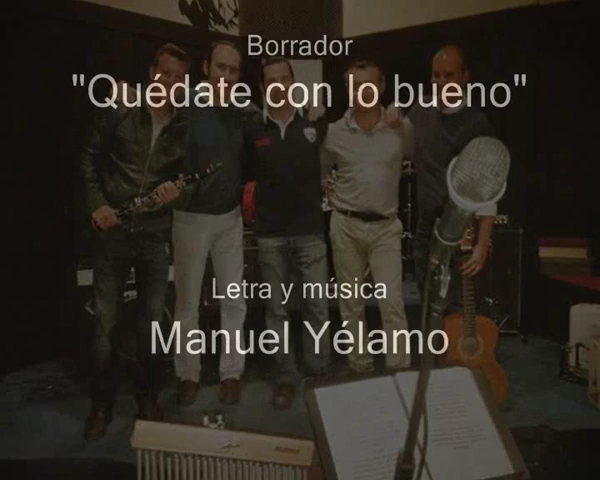 Borrador
"Quédate con lo bueno"
Letra y música
Manuel Yélamo